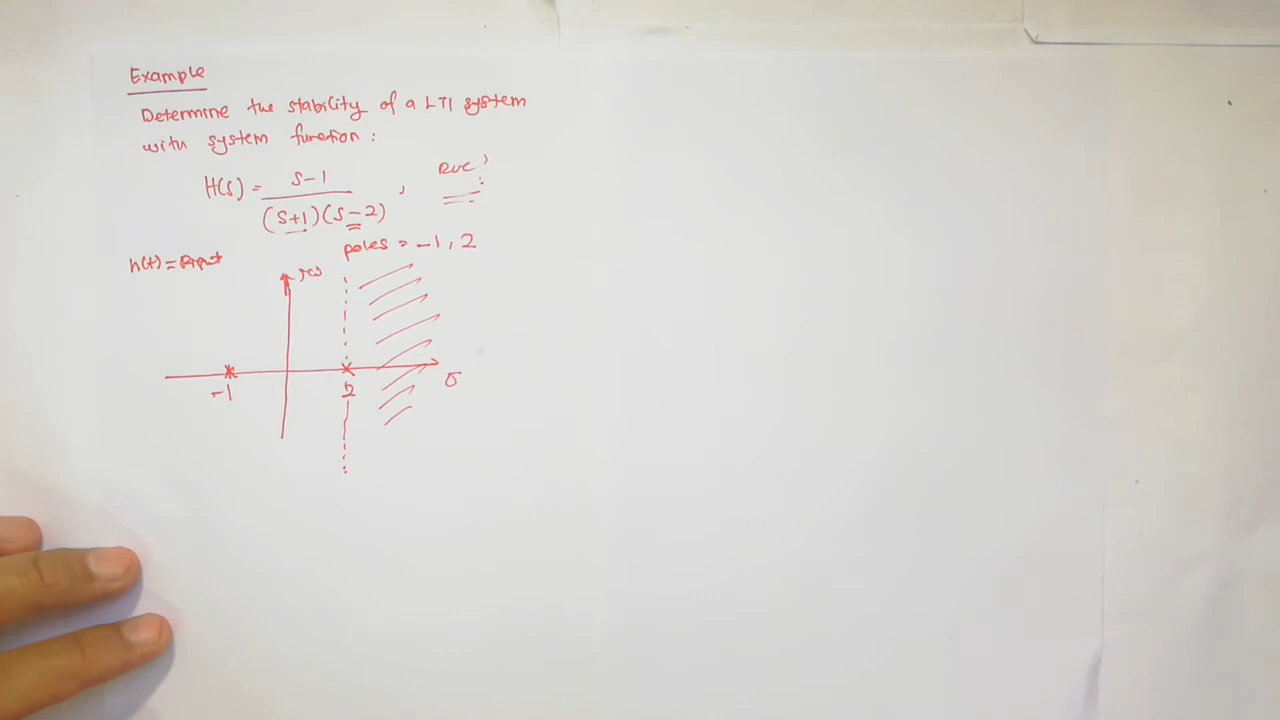 Example
Determine the stability of a LTI system
with system function :
H(s) = s-1 / (s+1)(s-2) , ROC ?
poles = -1, 2
h(t) = Right
jω
-1 2 σ